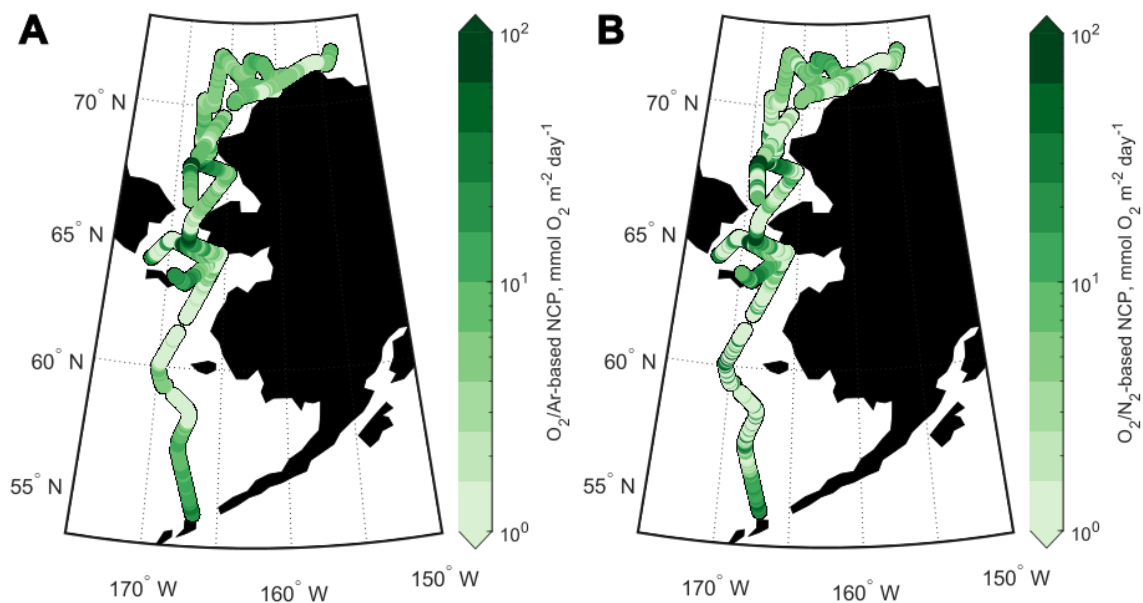 A
70° N
65° N
60° N
55° N
170° W
160° W
150° W
10²
10¹
10⁰
O₂/Ar-based NCP, mmol O₂ m⁻² day⁻¹
B
70° N
65° N
60° N
55° N
170° W
160° W
150° W
10²
10¹
10⁰
O₂/N₂-based NCP, mmol O₂ m⁻² day⁻¹